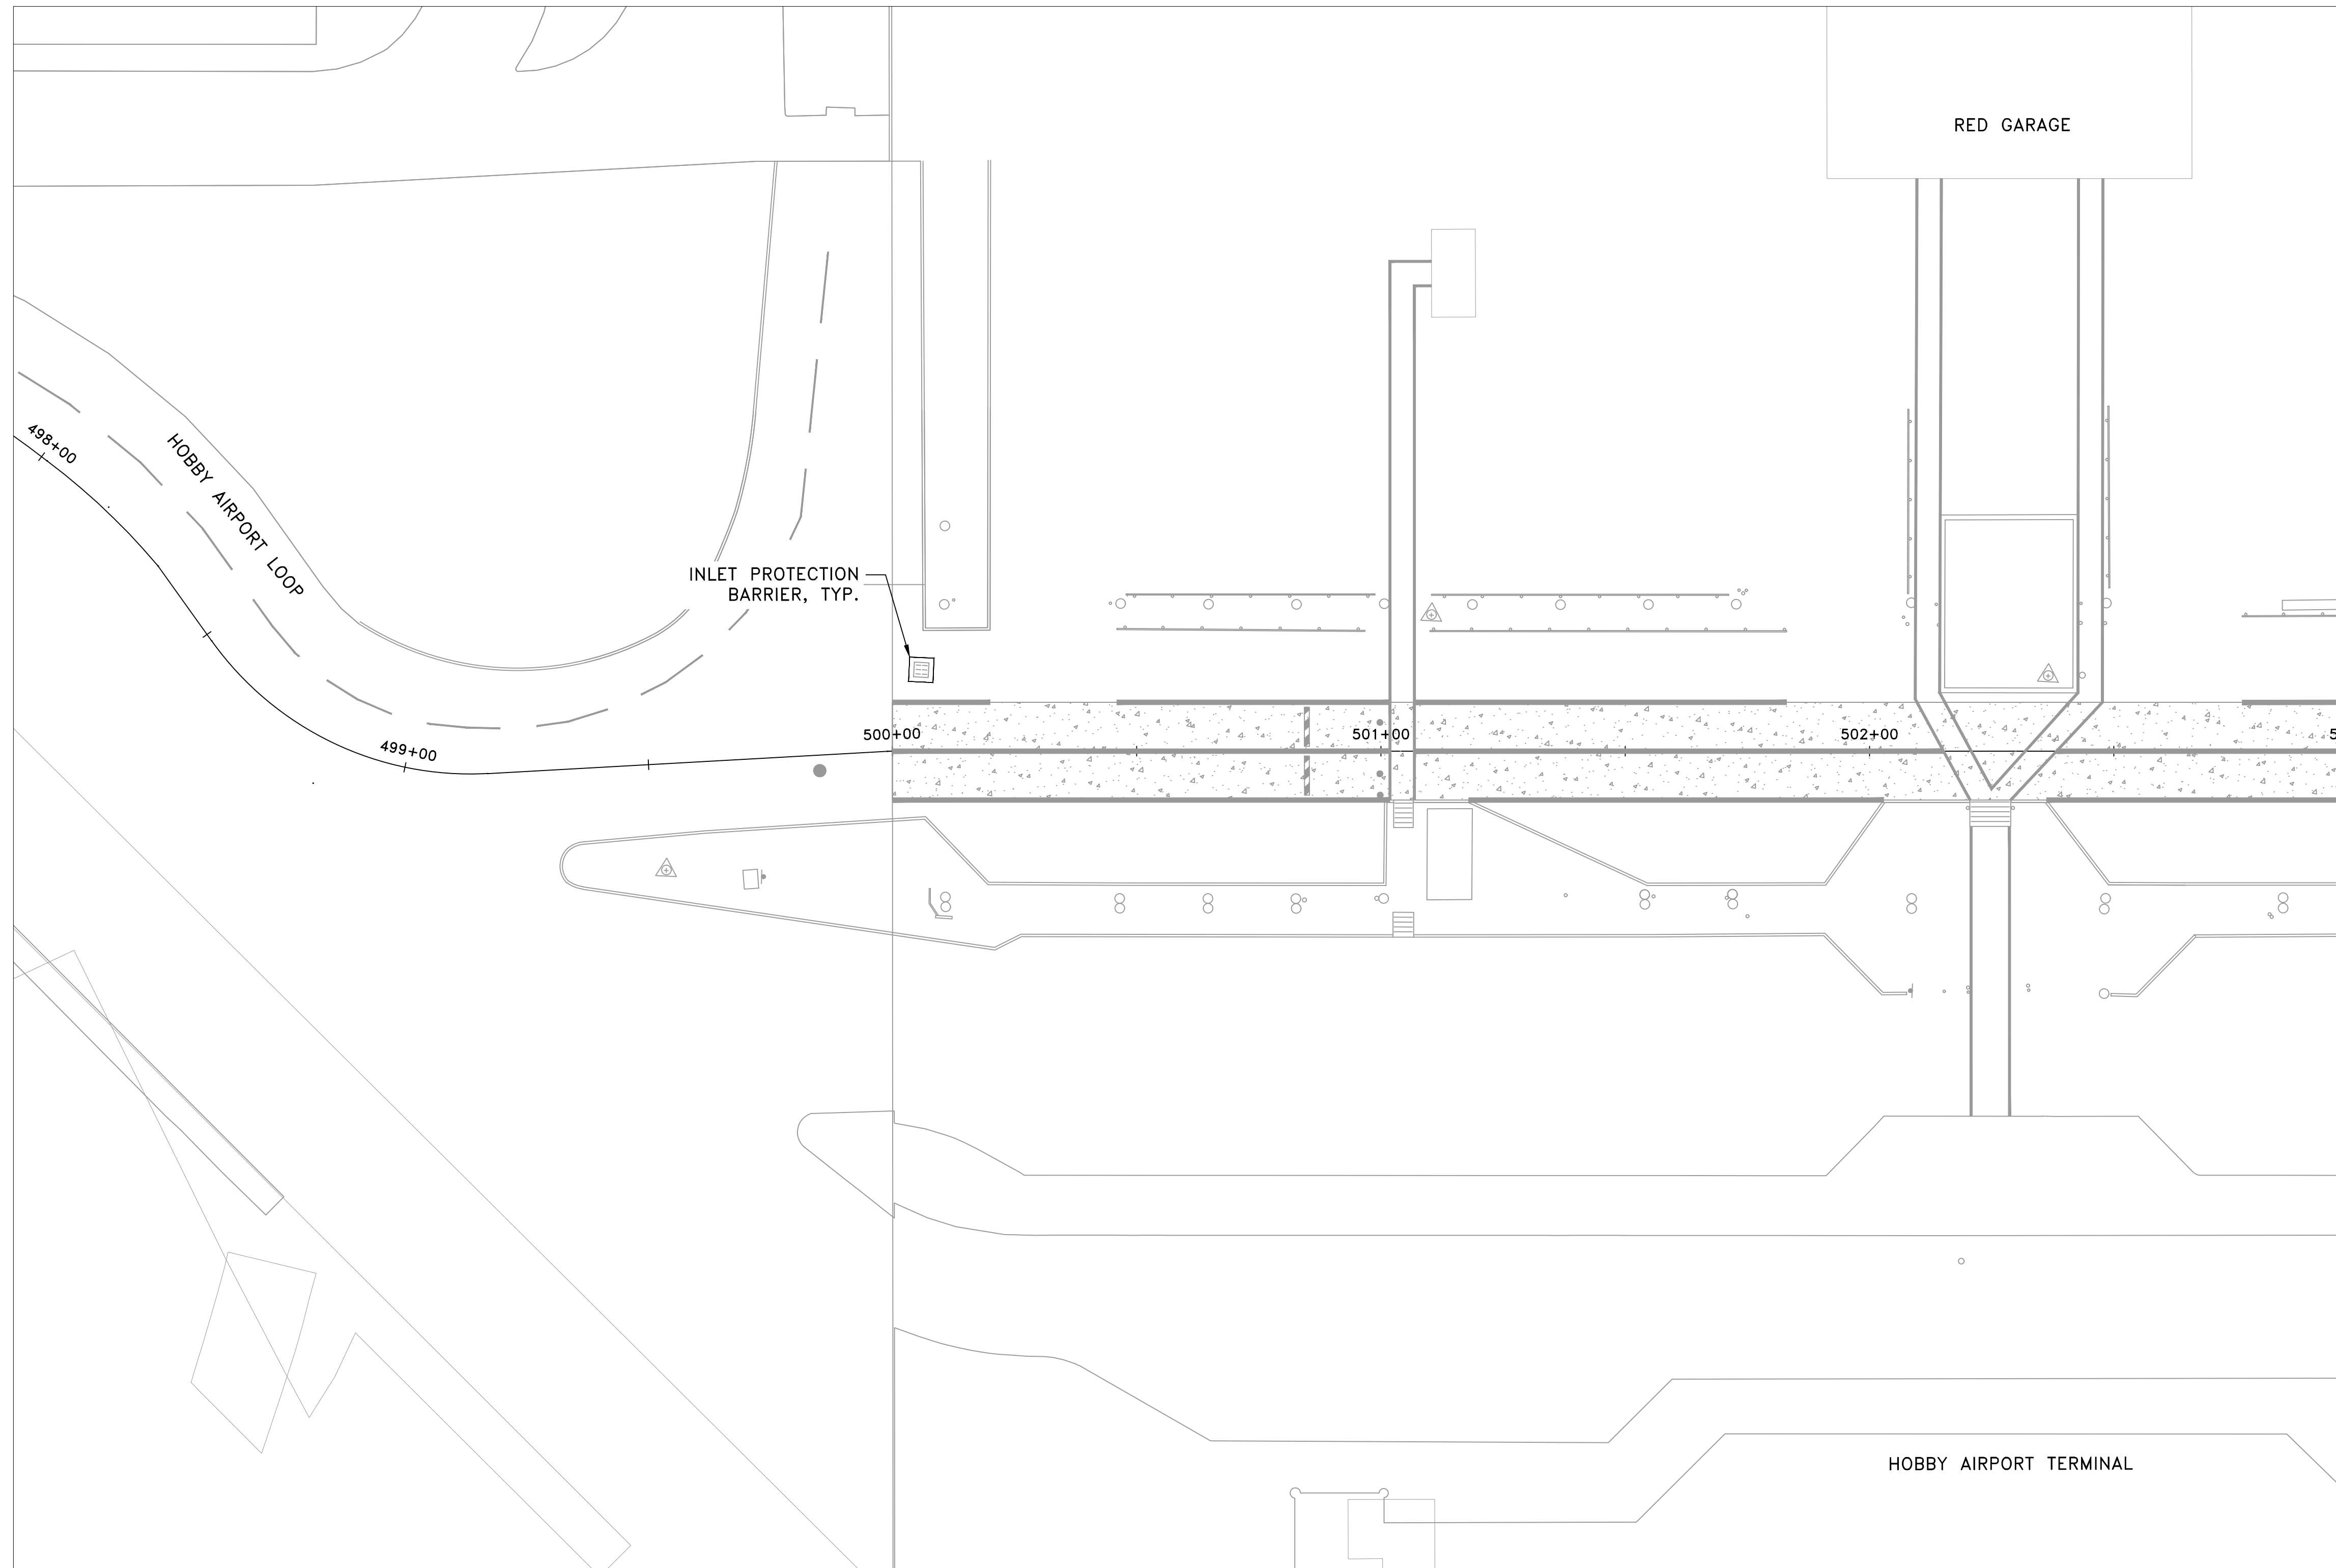 RED GARAGE
498+00
HOBBY AIRPORT LOOP
INLET PROTECTION
BARRIER, TYP.
499+00
500+00
501+00
502+00
HOBBY AIRPORT TERMINAL